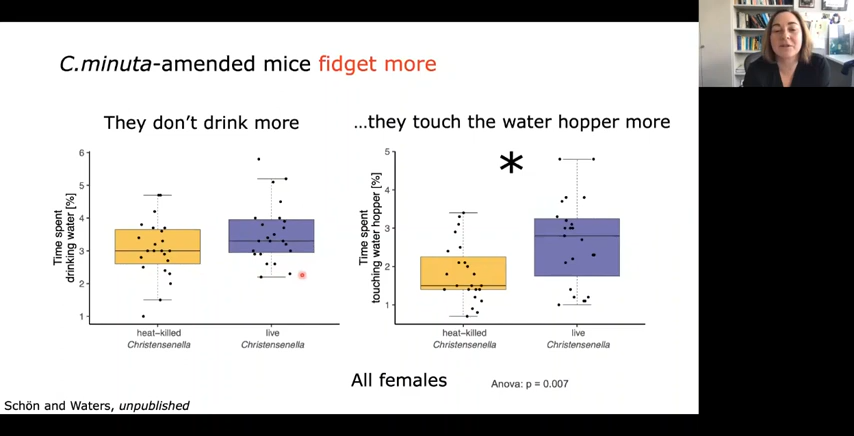 C.minuta-amended mice fidget more
They don't drink more
...they touch the water hopper more
6
5
4
3
2
1
Time spent
drinking water [%]
heat-killed
Christensenella
live
Christensenella
*
5
4
3
2
1
Time spent
touching water hopper [%]
heat-killed
Christensenella
live
Christensenella
All females
Anova: p = 0.007
Schön and Waters, unpublished